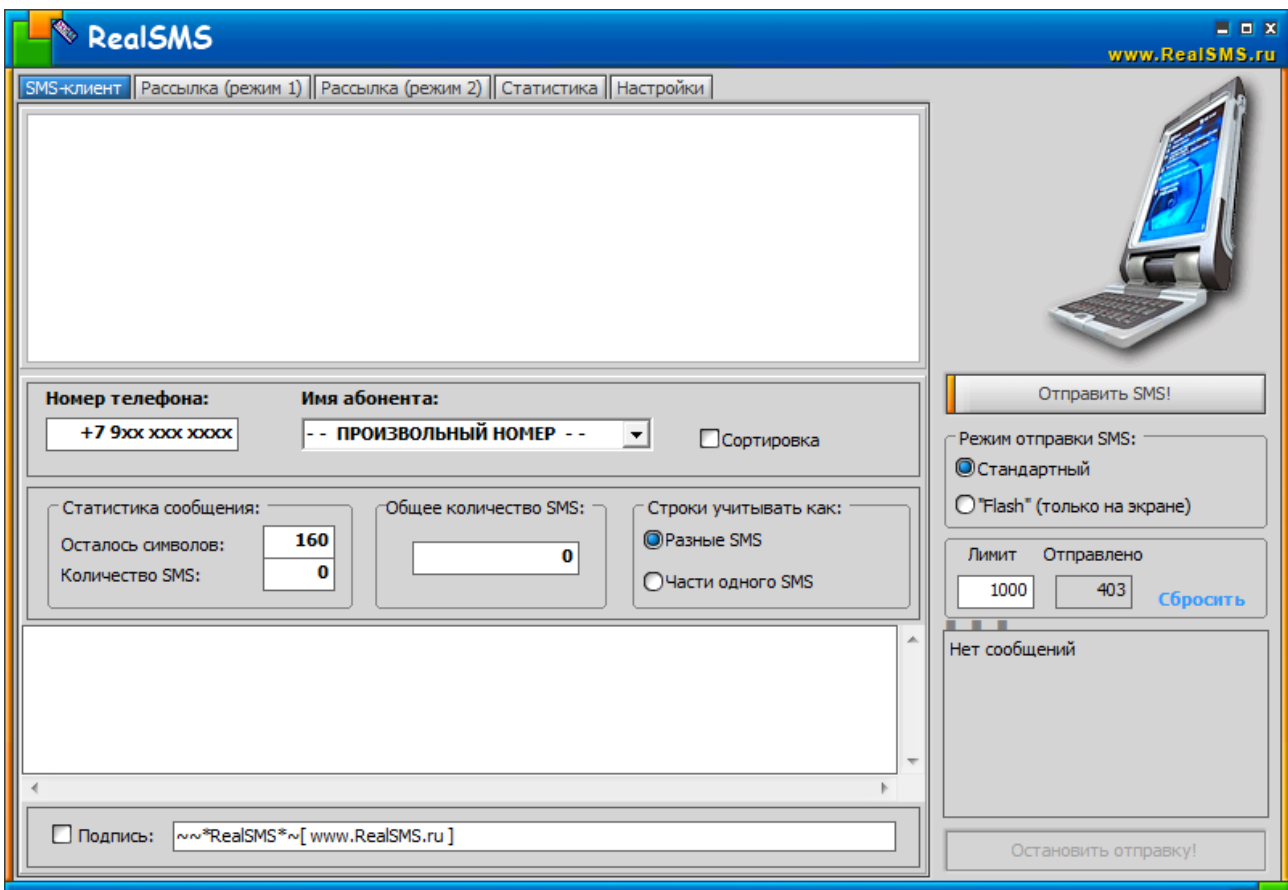 RealSMS
www.RealSMS.ru
SMS-клиент Рассылка (режим 1) Рассылка (режим 2) Статистика Настройки
Номер телефона: Имя абонента:
+7 9xx xxx xxxx - - ПРОИЗВОЛЬНЫЙ НОМЕР - - Сортировка
Статистика сообщения: Общее количество SMS: Строки учитывать как:
Осталось символов: 160 Разные SMS
0
Количество SMS: 0 Части одного SMS
Подпись: ~~*RealSMS*~[ www.RealSMS.ru ]
Отправить SMS!
Режим отправки SMS:
Стандартный
"Flash" (только на экране)
Лимит Отправлено
1000 403 Сбросить
Нет сообщений
Остановить отправку!